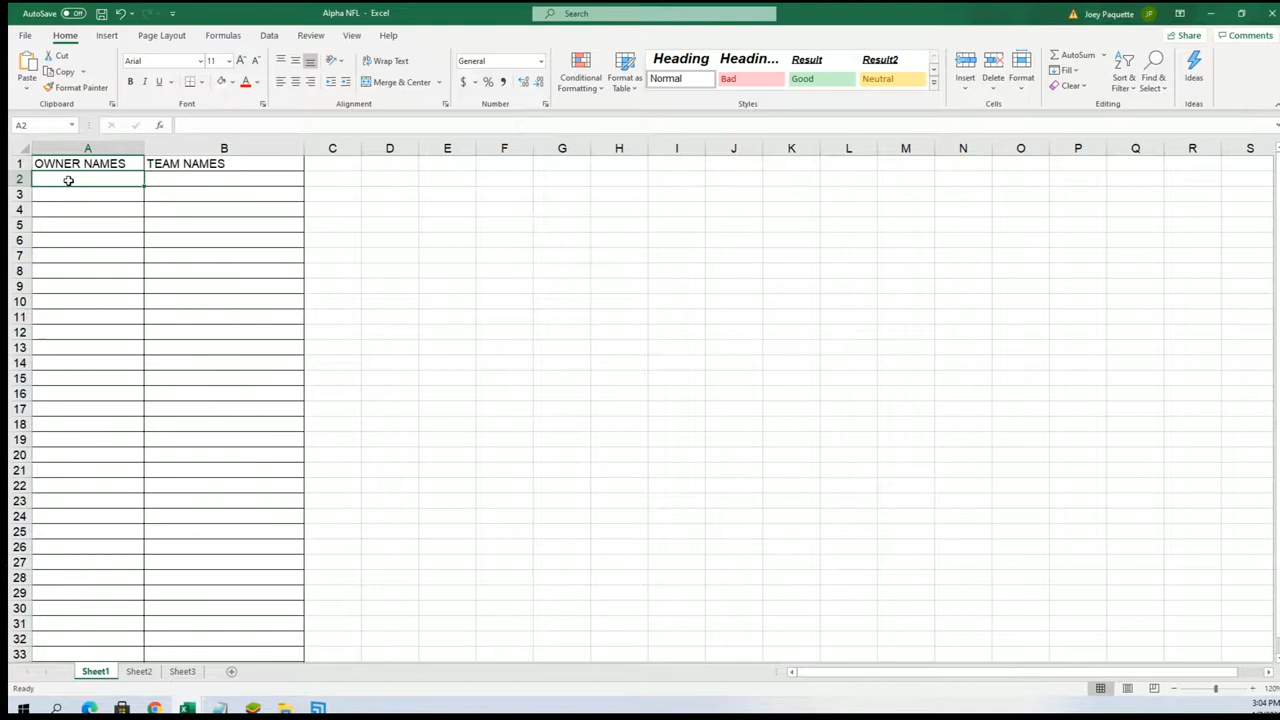 AutoSave Off Alpha NFL - Excel Search Joey Paquette JP
File Home Insert Page Layout Formulas Data Review View Help Share Comments
Paste Cut Copy Format Painter Clipboard
Arial 11 A A B I U A Font
Wrap Text Merge & Center Alignment
General $ % , Number
Conditional Formatting Format as Table
Heading Headin... Result Result2
Normal Bad Good Neutral
Styles
Insert Delete Format Cells
AutoSum Fill Clear Sort & Filter Find & Select Editing
Ideas Ideas
A2 fx
A B C D E F G H I J K L M N O P Q R S
1 OWNER NAMES TEAM NAMES
2
3
4
5
6
7
8
9
10
11
12
13
14
15
16
17
18
19
20
21
22
23
24
25
26
27
28
29
30
31
32
33
Sheet1 Sheet2 Sheet3
Ready 120%
3:04 PM